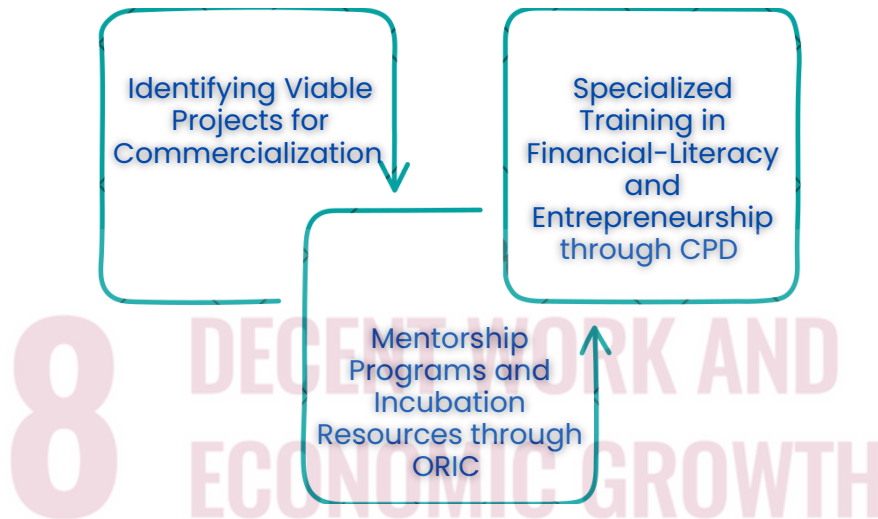 Identifying Viable
Projects for
Commercialization
Specialized
Training in
Financial-Literacy
and
Entrepreneurship
through CPD
Mentorship
Programs and
Incubation
Resources through
ORIC
8
DECENT WORK AND
ECONOMIC GROWTH